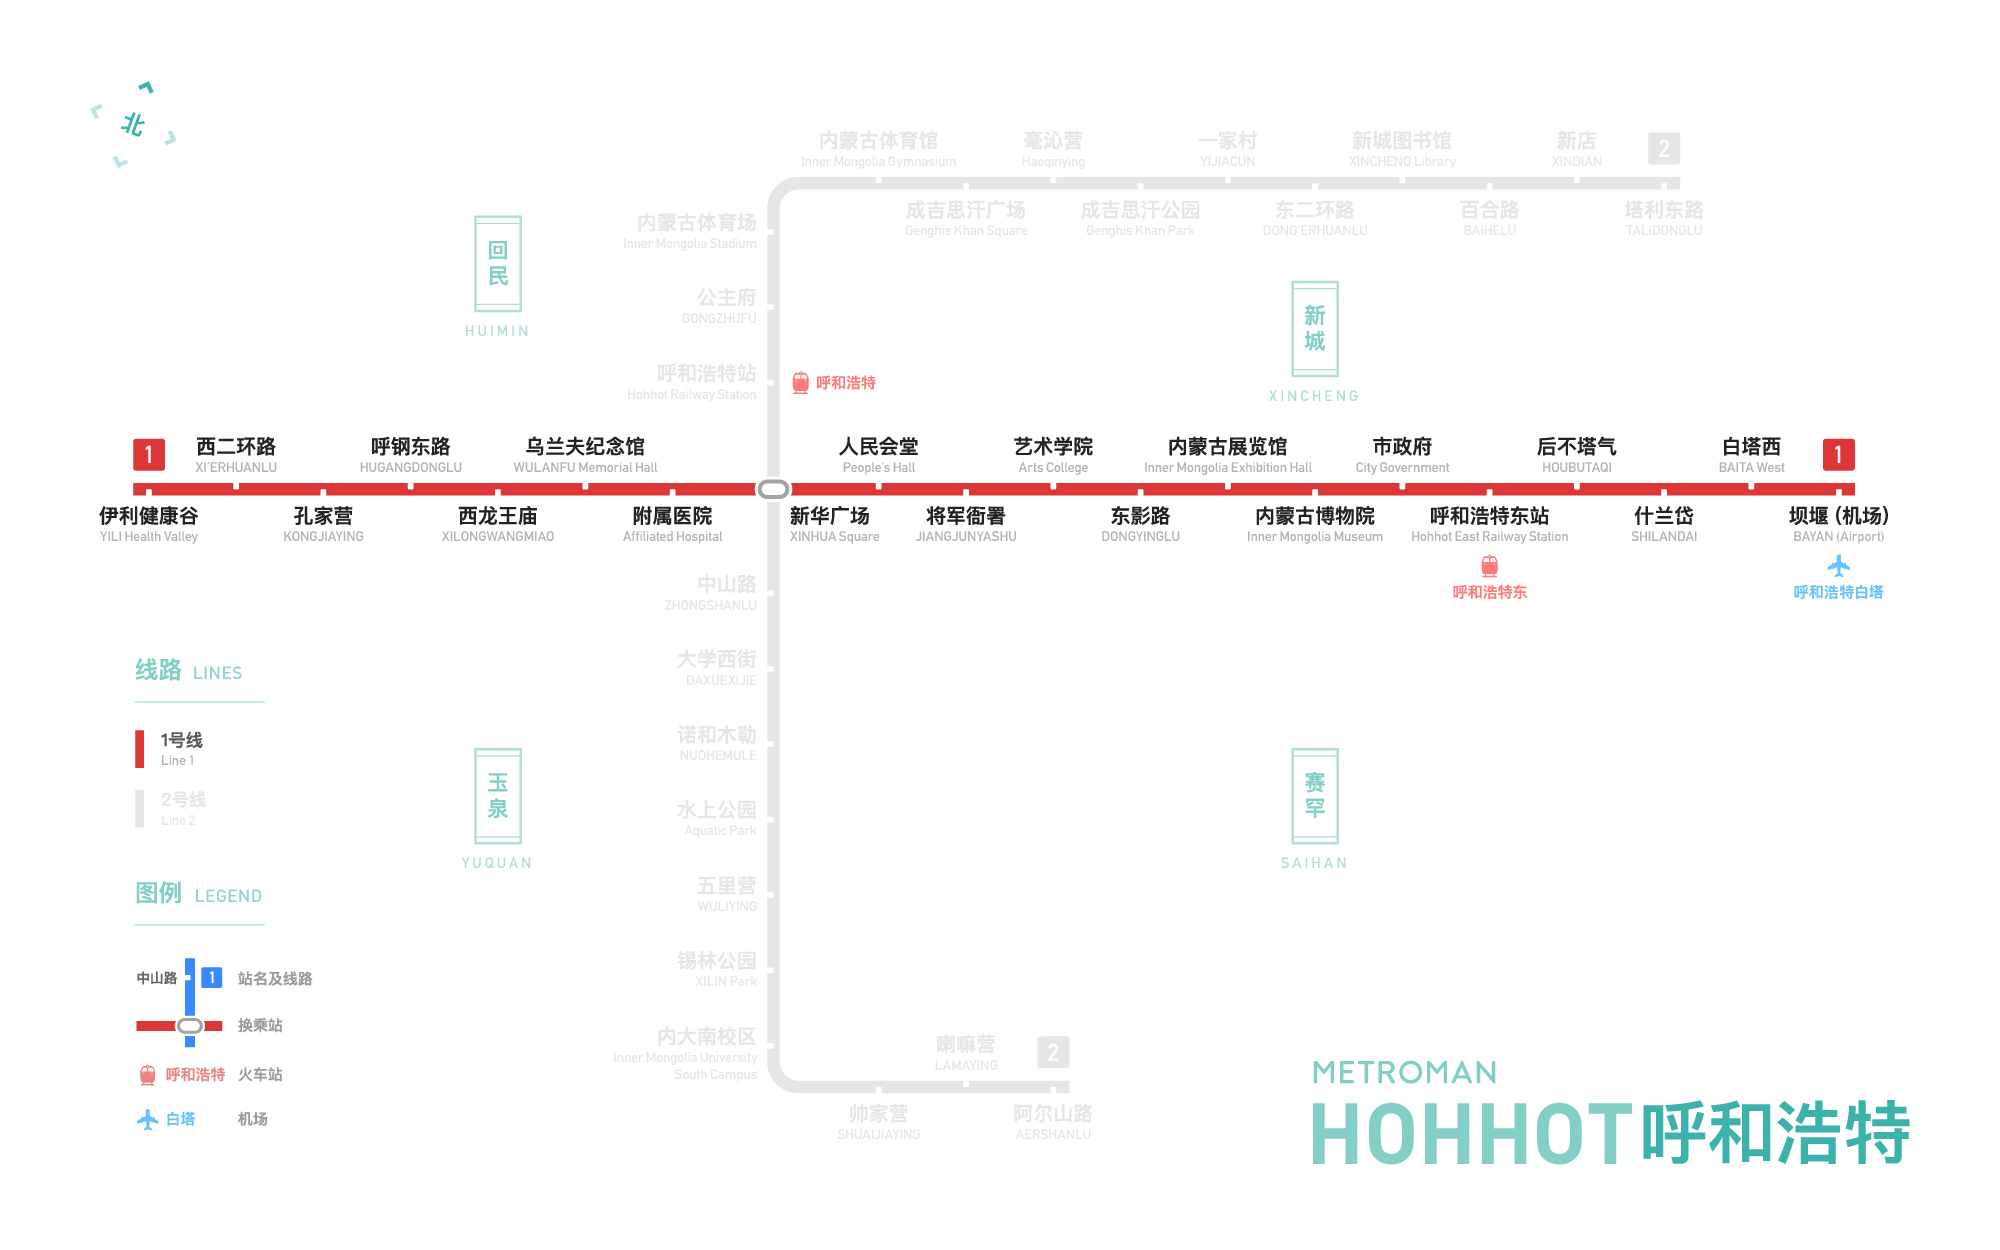 北
内蒙古体育馆
Inner Mongolia Gymnasium
毫沁营
Haoqinying
一家村
YIJIACUN
新城图书馆
XINCHENG Library
新店
XINDIAN
2
成吉思汗广场
Genghis Khan Square
成吉思汗公园
Genghis Khan Park
东二环路
DONG'ERHUANLU
百合路
BAIHELU
塔利东路
TALIDONGLU
内蒙古体育场
Inner Mongolia Stadium
回民
HUIMIN
公主府
GONGZHUFU
新城
XINCHENG
呼和浩特站
Hohhot Railway Station
呼和浩特
1
西二环路
XI'ERHUANLU
呼钢东路
HUGANGDONGLU
乌兰夫纪念馆
WULANFU Memorial Hall
人民会堂
People's Hall
艺术学院
Arts College
内蒙古展览馆
Inner Mongolia Exhibition Hall
市政府
City Government
后不塔气
HOUBUTAQI
白塔西
BAITA West
1
伊利健康谷
YILI Health Valley
孔家营
KONGJIAYING
西龙王庙
XILONGWANGMIAO
附属医院
Affiliated Hospital
新华广场
XINHUA Square
将军衙署
JIANGJUNYASHU
东影路
DONGYINGLU
内蒙古博物院
Inner Mongolia Museum
呼和浩特东站
Hohhot East Railway Station
呼和浩特东
什兰岱
SHILANDAI
坝堰 (机场)
BAYAN (Airport)
呼和浩特白塔
中山路
ZHONGSHANLU
大学西街
DAXUEXIJIE
诺和木勒
NUOHEMULE
水上公园
Aquatic Park
五里营
WULIYING
锡林公园
XILIN Park
内大南校区
Inner Mongolia University
South Campus
喇嘛营
LAMAYING
2
帅家营
SHUAIJIAYING
阿尔山路
AERSHANLU
玉泉
YUQUAN
赛罕
SAIHAN
线路 LINES
1号线
Line 1
2号线
Line 2
图例 LEGEND
中山路 1 站名及线路
换乘站
呼和浩特 火车站
白塔 机场
METROMAN
HOHHOT 呼和浩特